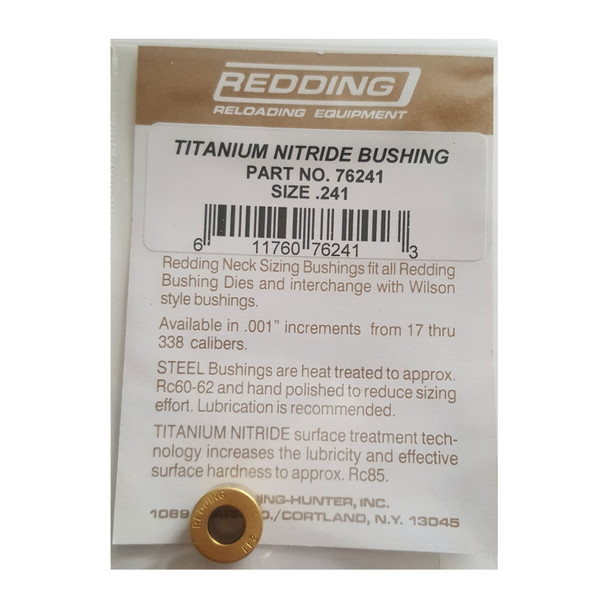 REDDING
RELOADING EQUIPMENT
TITANIUM NITRIDE BUSHING
PART NO. 76241
SIZE .241
6 11760 76241 3
Redding Neck Sizing Bushings fit all Redding
Bushing Dies and interchange with Wilson
style bushings.
Available in .001" increments from 17 thru
338 calibers.
STEEL Bushings are heat treated to approx.
Rc60-62 and hand polished to reduce sizing
effort. Lubrication is recommended.
TITANIUM NITRIDE surface treatment tech-
nology increases the lubricity and effective
surface hardness to approx. Rc85.
ING-HUNTER, INC.
1089 D./CORTLAND, N.Y. 13045
REDDING